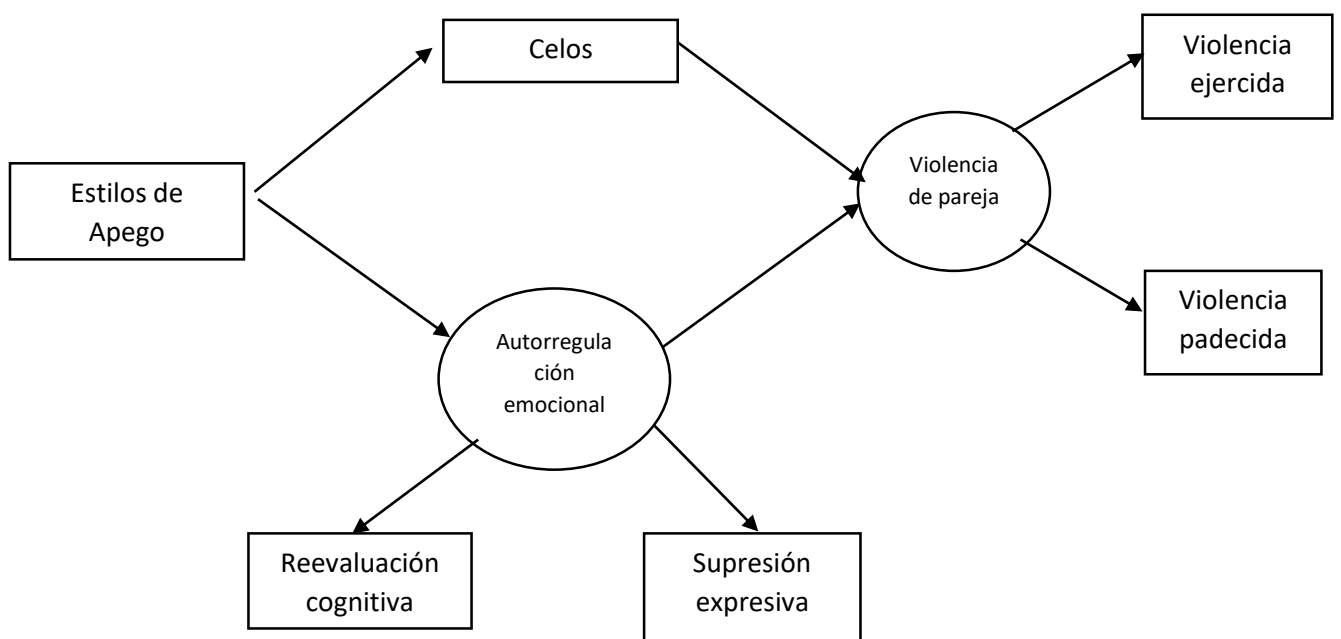 Celos
Violencia
ejercida
Estilos de
Apego
Violencia
de pareja
Autorregula
ción
emocional
Violencia
padecida
Reevaluación
cognitiva
Supresión
expresiva